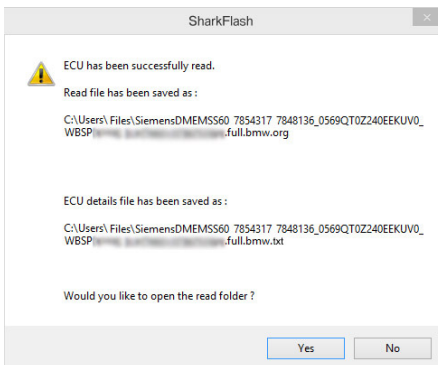 SharkFlash
ECU has been successfully read.
Read file has been saved as :
C:\Users\ Files\SiemensDMEMSS60 7854317 7848136_0569QT0Z240EEKUV0_
WBSP .full.bmw.org
ECU details file has been saved as :
C:\Users\ Files\SiemensDMEMSS60 7854317 7848136_0569QT0Z240EEKUV0_
WBSP .full.bmw.txt
Would you like to open the read folder ?
Yes No